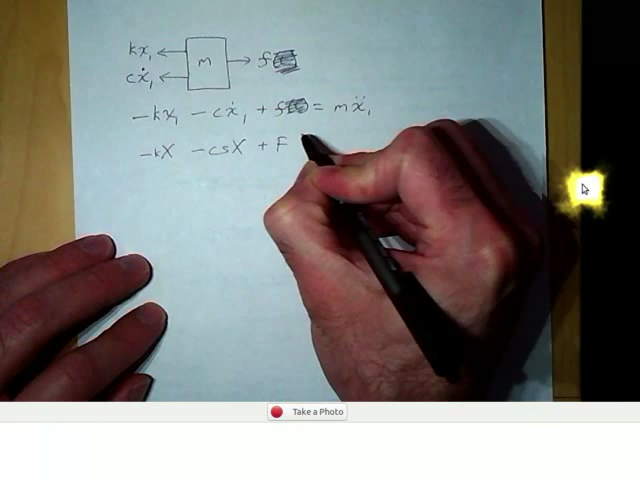 kx₁ m f
cẋ₁
-kx₁ - cẋ₁ + f = mẍ₁
-kX - csX + F
Take a Photo